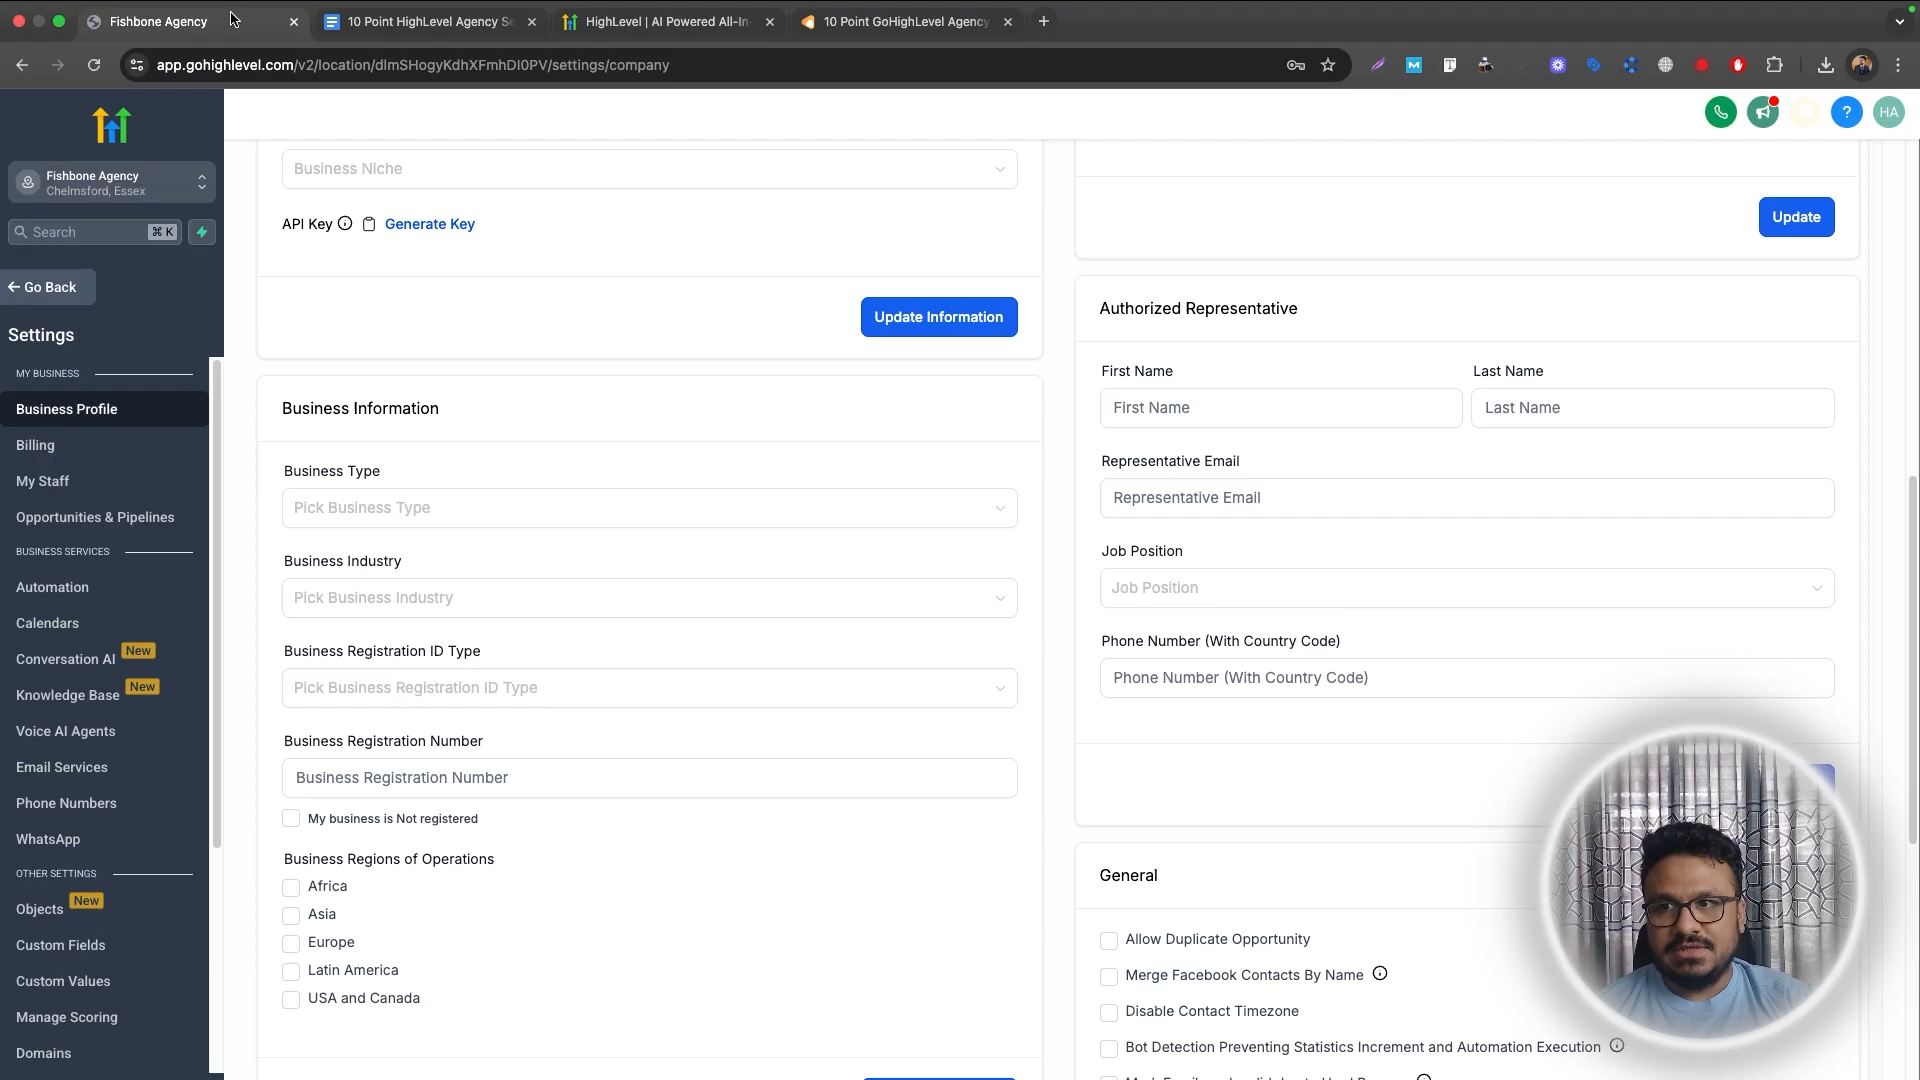 Fishbone Agency
10 Point HighLevel Agency Se
HighLevel | AI Powered All-In-
10 Point GoHighLevel Agency
app.gohighlevel.com/v2/location/dlmSHogyKdhXFmhDI0PV/settings/company
HA
Fishbone Agency
Chelmsford, Essex
Search
⌘ K
Go Back
Settings
MY BUSINESS
Business Profile
Billing
My Staff
Opportunities & Pipelines
BUSINESS SERVICES
Automation
Calendars
Conversation AI New
Knowledge Base New
Voice AI Agents
Email Services
Phone Numbers
WhatsApp
OTHER SETTINGS
Objects New
Custom Fields
Custom Values
Manage Scoring
Domains
Business Niche
API Key Generate Key
Update Information
Business Information
Business Type
Pick Business Type
Business Industry
Pick Business Industry
Business Registration ID Type
Pick Business Registration ID Type
Business Registration Number
Business Registration Number
My business is Not registered
Business Regions of Operations
Africa
Asia
Europe
Latin America
USA and Canada
Update
Authorized Representative
First Name
Last Name
First Name
Last Name
Representative Email
Representative Email
Job Position
Job Position
Phone Number (With Country Code)
Phone Number (With Country Code)
General
Allow Duplicate Opportunity
Merge Facebook Contacts By Name
Disable Contact Timezone
Bot Detection Preventing Statistics Increment and Automation Execution